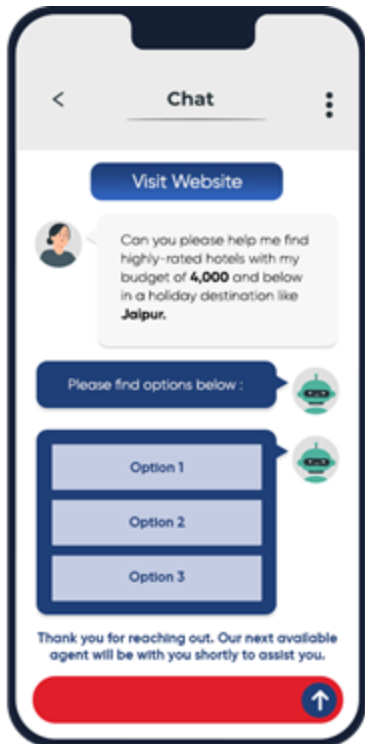 Chat
Visit Website
Can you please help me find
highly-rated hotels with my
budget of 4,000 and below
in a holiday destination like
Jaipur.
Please find options below :
Option 1
Option 2
Option 3
Thank you for reaching out. Our next available
agent will be with you shortly to assist you.